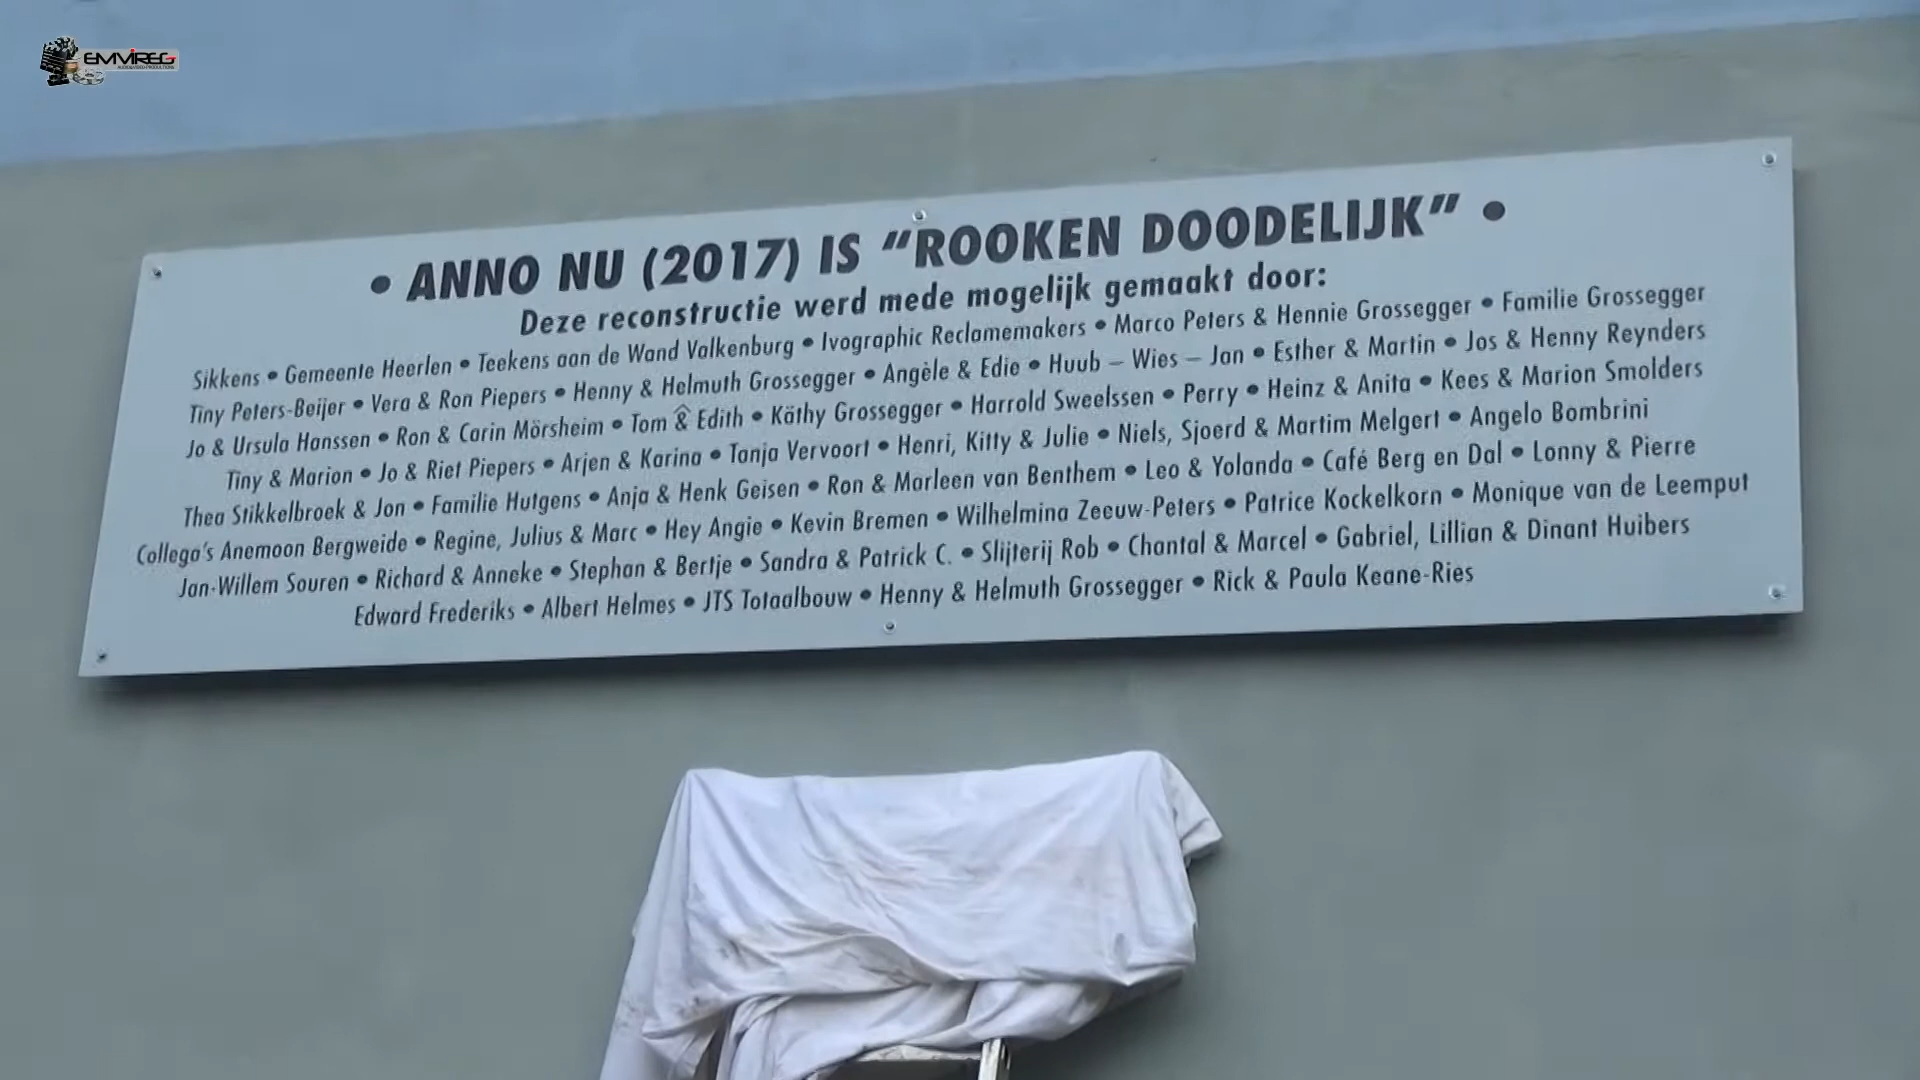 EMVIREG
• ANNO NU (2017) IS "ROOKEN DOODELIJK" •
Deze reconstructie werd mede mogelijk gemaakt door:
Sikkens • Gemeente Heerlen • Teekens aan de Wand Valkenburg • Ivographic Reclamemakers • Marco Peters & Hennie Grossegger • Familie Grossegger
Tiny Peters-Beijer • Vera & Ron Piepers • Henny & Helmuth Grossegger • Angèle & Edie • Huub – Wies – Jan • Esther & Martin • Jos & Henny Reynders
Jo & Ursula Hanssen • Ron & Carin Mörsheim • Tom & Edith • Käthy Grossegger • Harrold Sweelssen • Perry • Heinz & Anita • Kees & Marion Smolders
Tiny & Marion • Jo & Riet Piepers • Arjen & Karina • Tanja Vervoort • Henri, Kitty & Julie • Niels, Sjoerd & Martim Melgert • Angelo Bombrini
Thea Stikkelbroek & Jon • Familie Hutgens • Anja & Henk Geisen • Ron & Marleen van Benthem • Leo & Yolanda • Café Berg en Dal • Lonny & Pierre
Collega's Anemoon Bergweide • Regine, Julius & Marc • Hey Angie • Kevin Bremen • Wilhelmina Zeeuw-Peters • Patrice Kockelkorn • Monique van de Leemput
Jan-Willem Souren • Richard & Anneke • Stephan & Bertje • Sandra & Patrick C. • Slijterij Rob • Chantal & Marcel • Gabriel, Lillian & Dinant Huibers
Edward Frederiks • Albert Helmes • JTS Totaalbouw • Henny & Helmuth Grossegger • Rick & Paula Keane-Ries